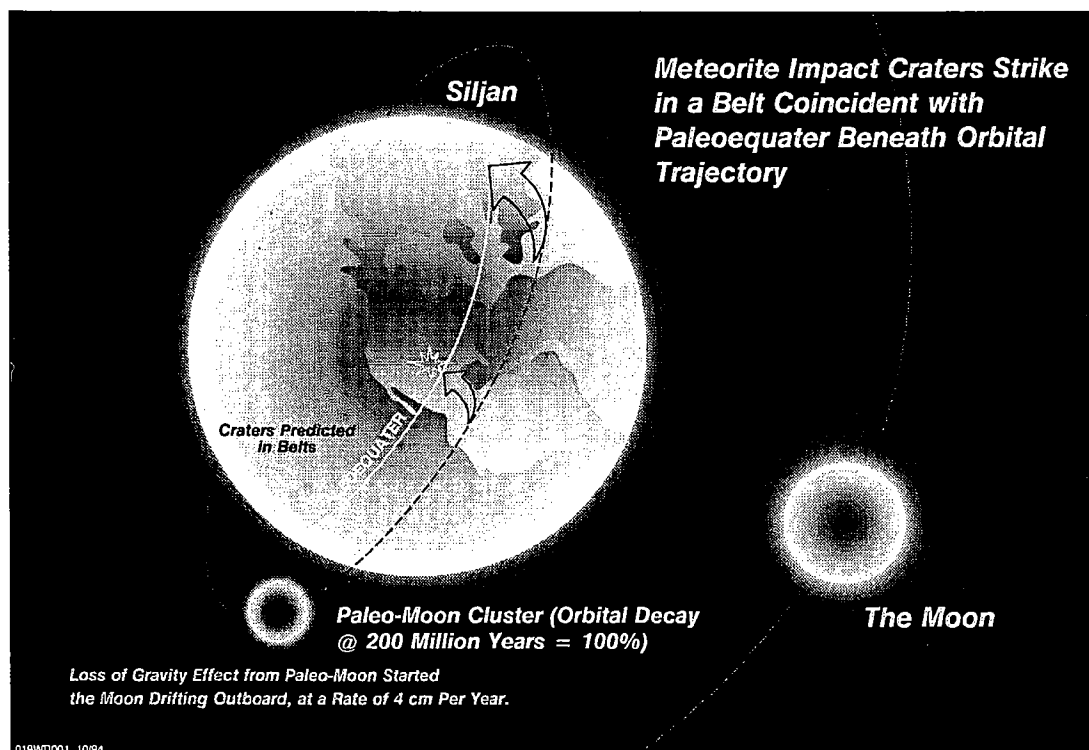 Siljan
Meteorite Impact Craters Strike
in a Belt Coincident with
Paleoequater Beneath Orbital
Trajectory
Craters Predicted
in Belts
EQUATER
Paleo-Moon Cluster (Orbital Decay
@ 200 Million Years = 100%)
The Moon
Loss of Gravity Effect from Paleo-Moon Started
the Moon Drifting Outboard, at a Rate of 4 cm Per Year.